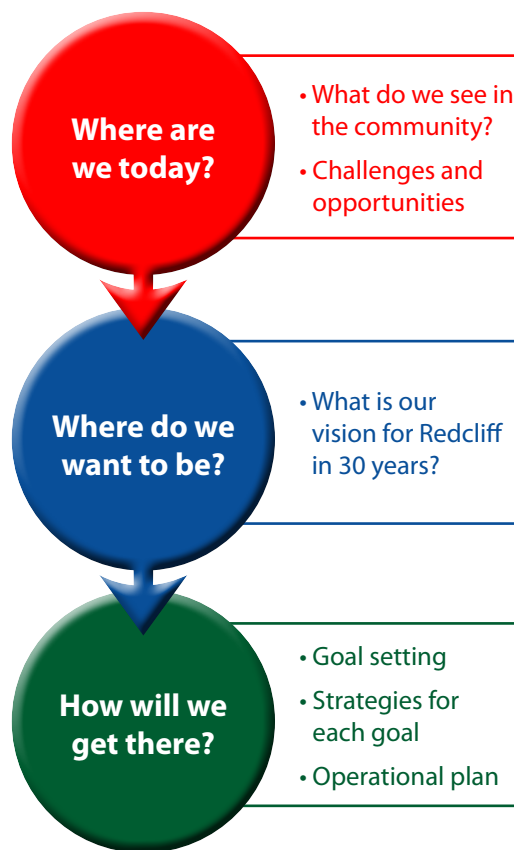 Where are
we today?
• What do we see in
the community?
• Challenges and
opportunities
Where do we
want to be?
• What is our
vision for Redcliff
in 30 years?
How will we
get there?
• Goal setting
• Strategies for
each goal
• Operational plan